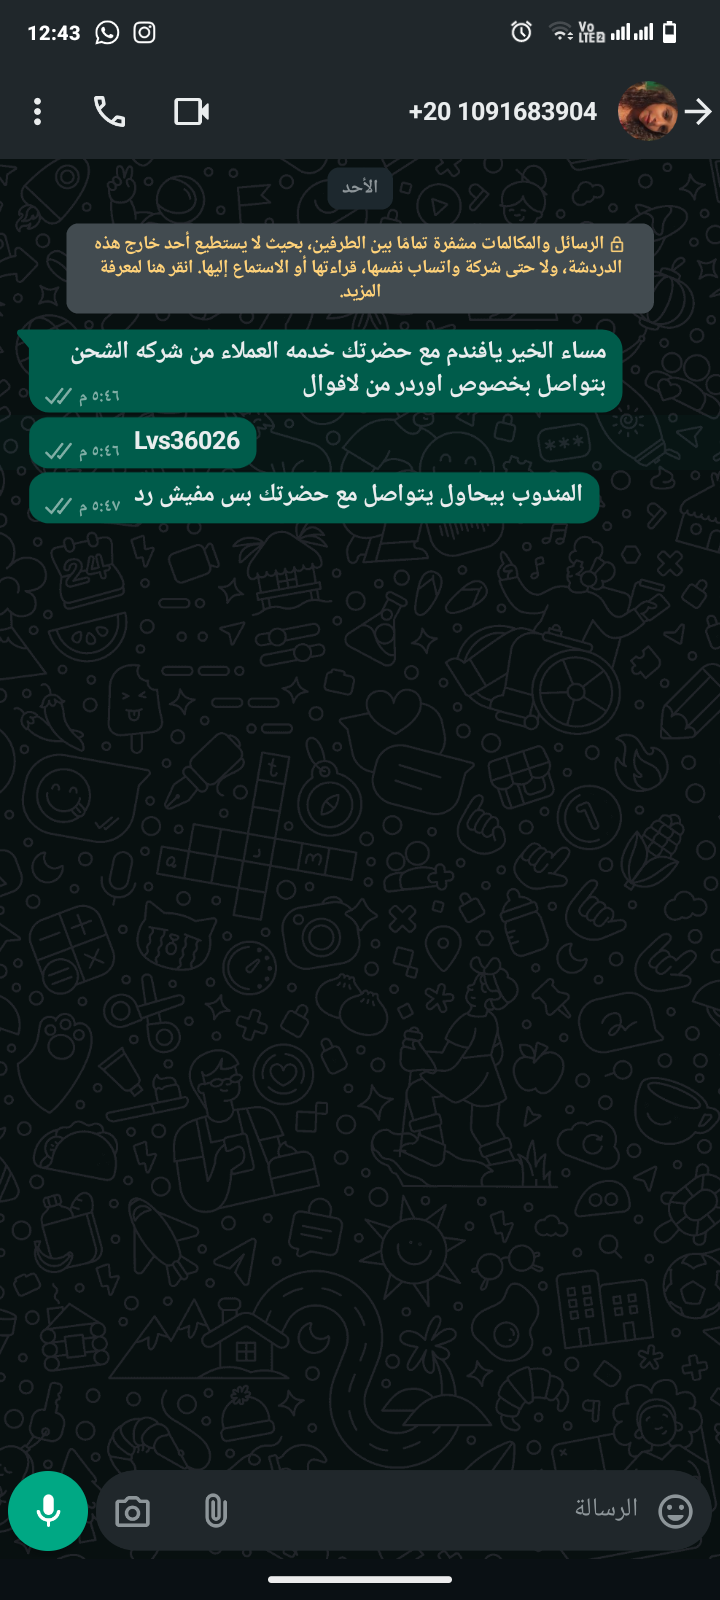 12:43
Vo
LTE 2
+20 1091683904
الأحد
الرسائل والمكالمات مشفرة تمامًا بين الطرفين، بحيث لا يستطيع أحد خارج هذه
الدردشة، ولا حتى شركة واتساب نفسها، قراءتها أو الاستماع إليها. انقر هنا لمعرفة
المزيد.
مساء الخير يافندم مع حضرتك خدمه العملاء من شركه الشحن
بتواصل بخصوص اوردر من لافوال
٥:٤٦ م
Lvs36026
٥:٤٦ م
المندوب بيحاول يتواصل مع حضرتك بس مفيش رد
٥:٤٧ م
الرسالة